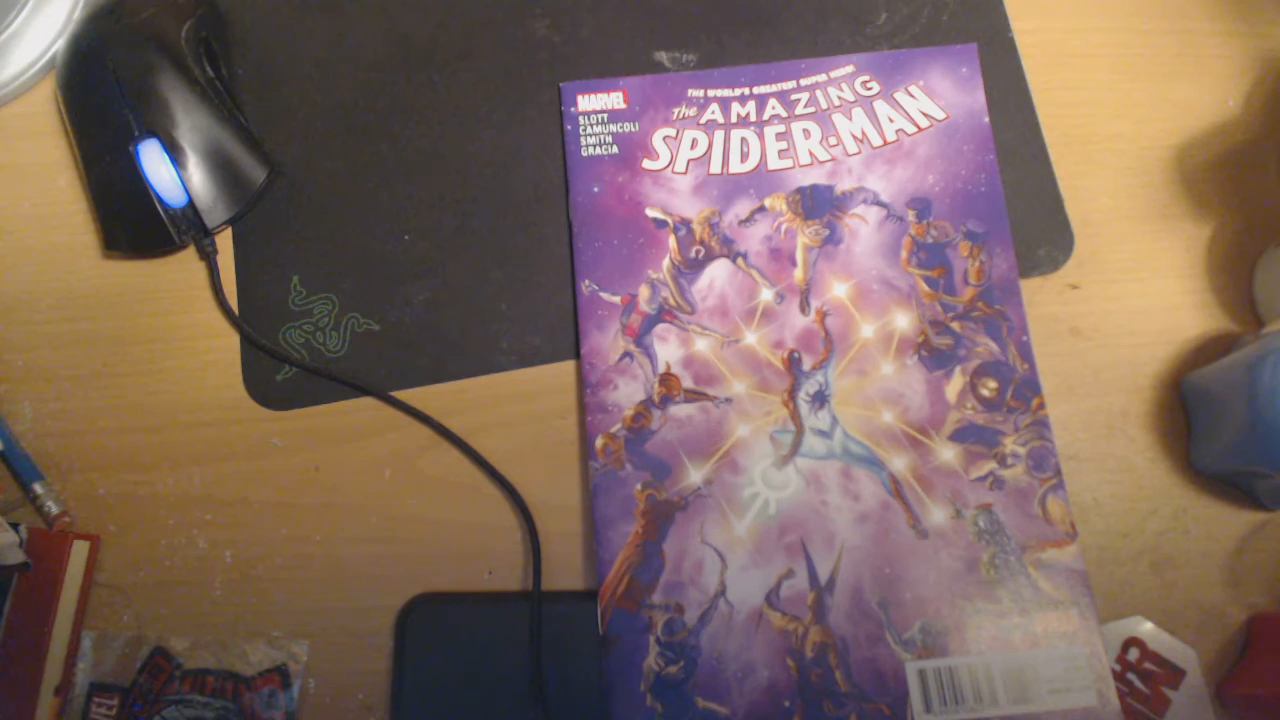 THE WORLD'S GREATEST SUPER HERO!
MARVEL
The AMAZING
SPIDER-MAN
SLOTT
CAMUNCOLI
SMITH
GRACIA